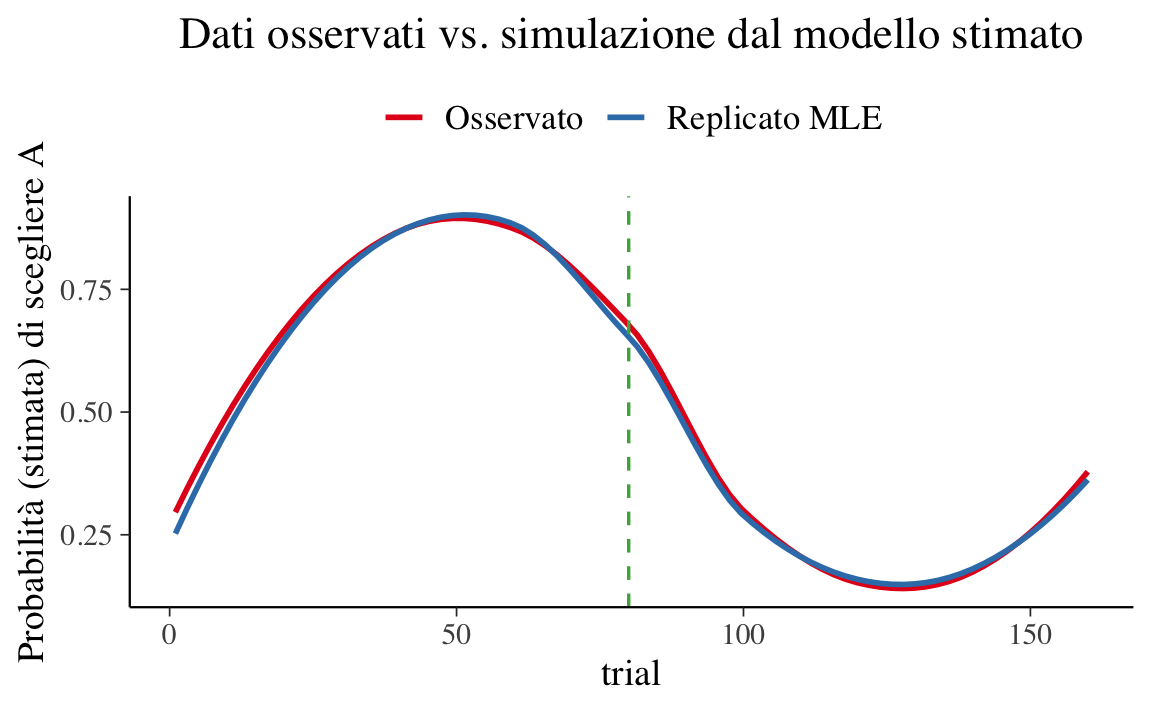 Dati osservati vs. simulazione dal modello stimato
Osservato
Replicato MLE
Probabilità (stimata) di scegliere A
0.75
0.50
0.25
0
50
100
150
trial